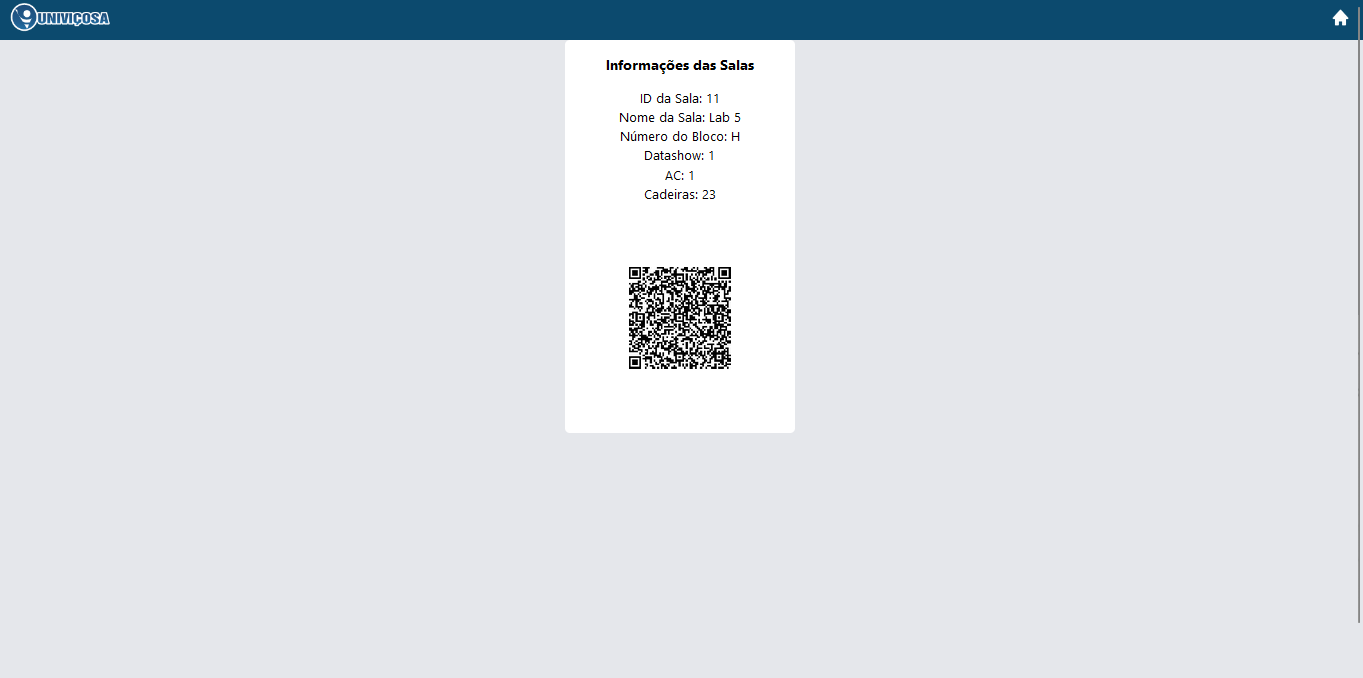 UNIVIÇOSA
Informações das Salas
ID da Sala: 11
Nome da Sala: Lab 5
Número do Bloco: H
Datashow: 1
AC: 1
Cadeiras: 23